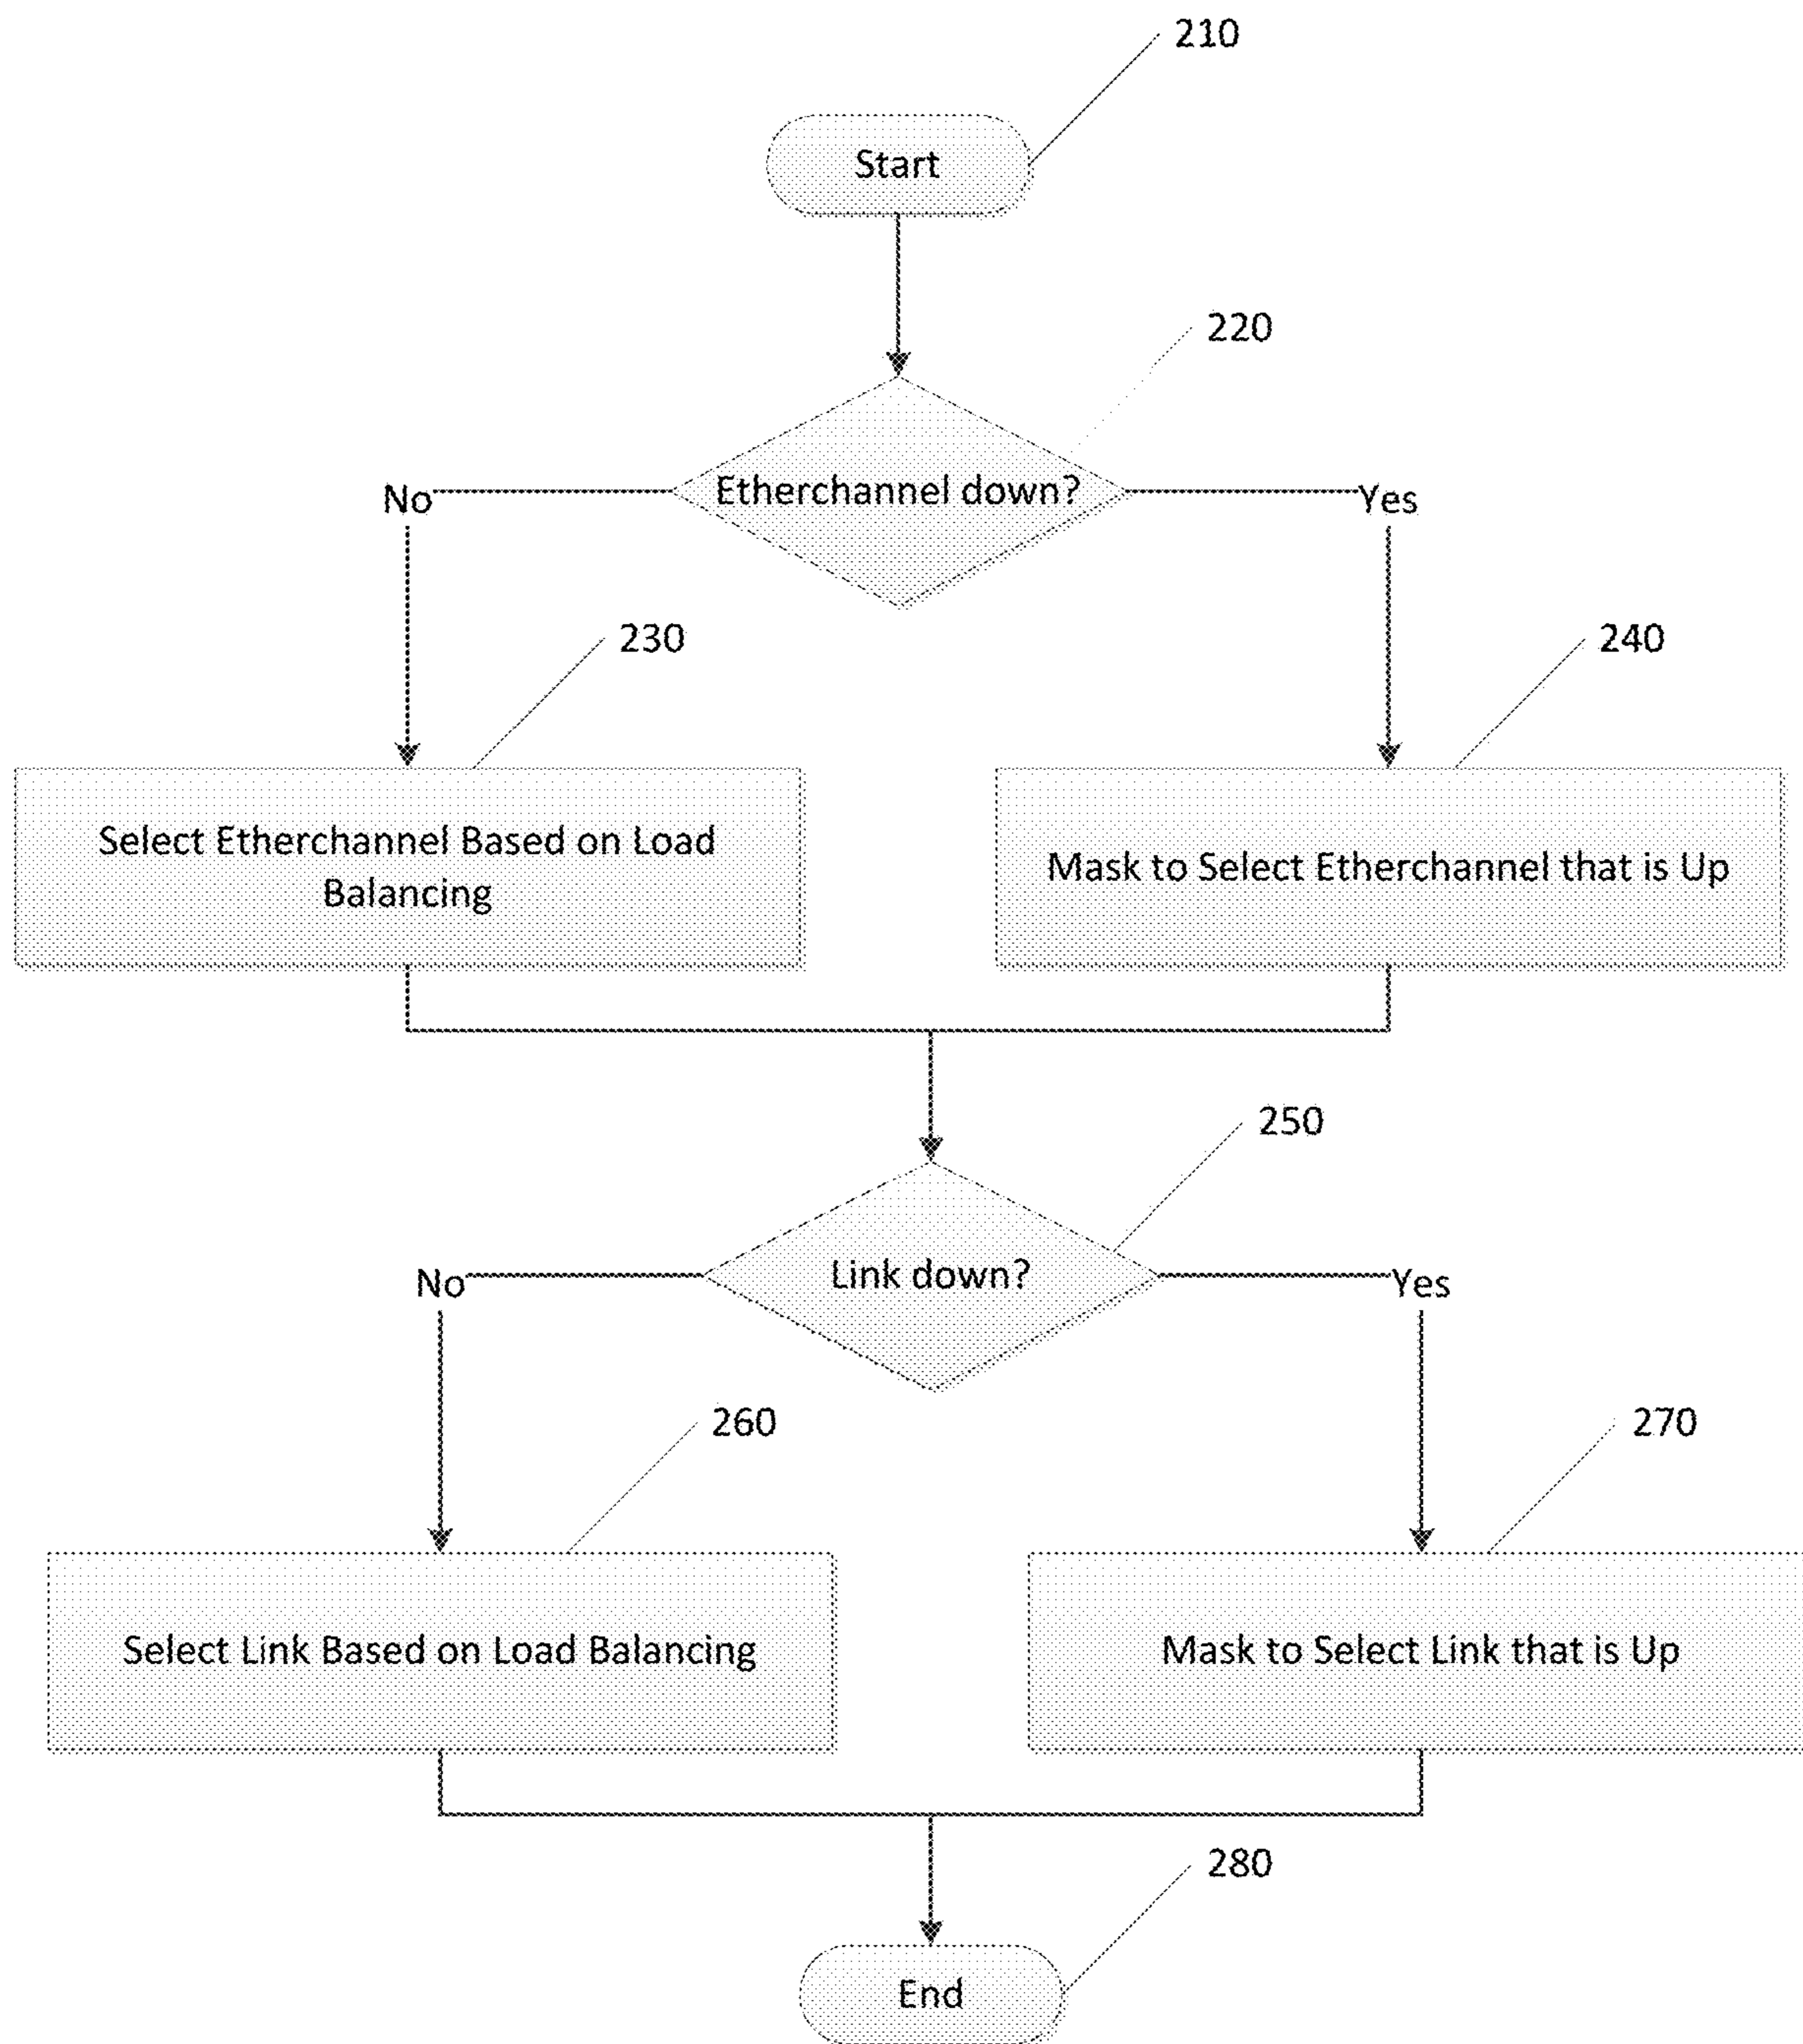 210
Start
220
Etherchannel down?
No
Yes
230
240
Select Etherchannel Based on Load
Balancing
Mask to Select Etherchannel that is Up
250
Link down?
No
Yes
260
270
Select Link Based on Load Balancing
Mask to Select Link that is Up
280
End